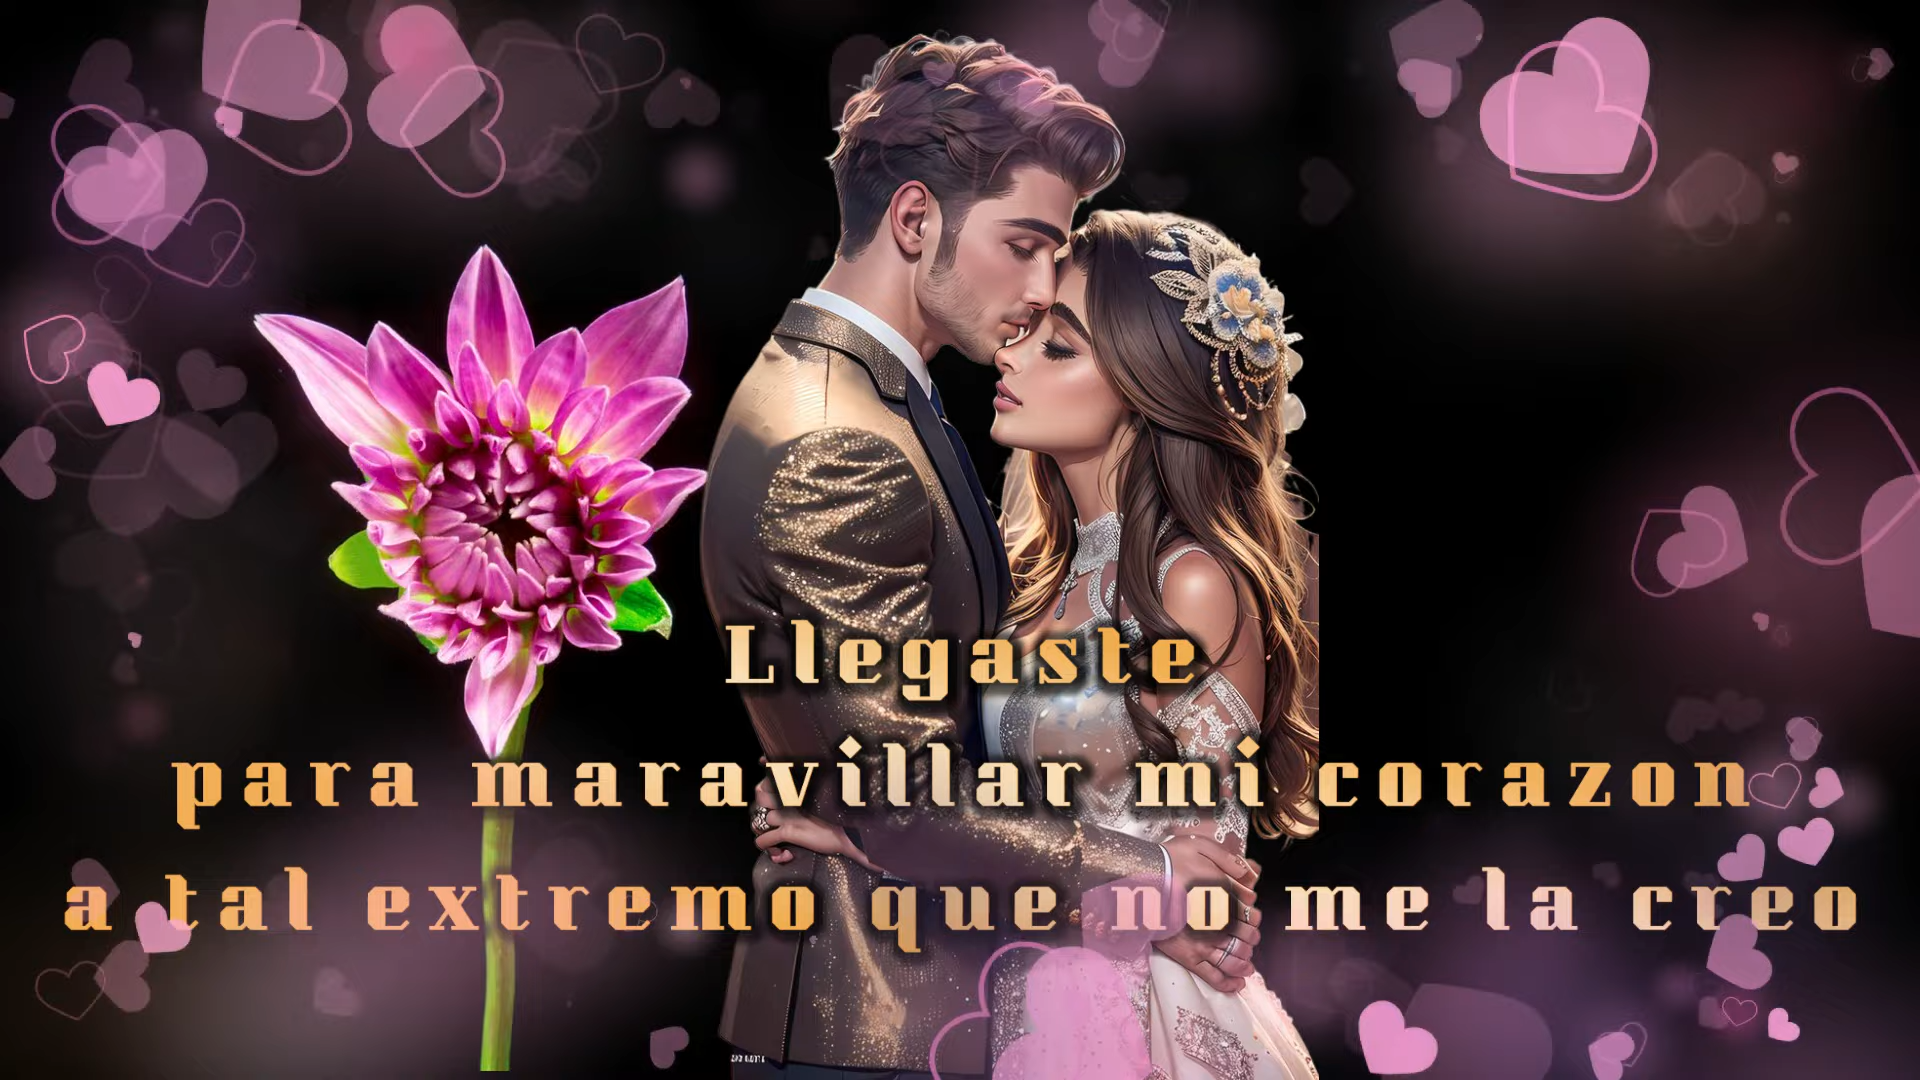 Llegaste
para maravillar mi corazon
a tal extremo que no me la creo